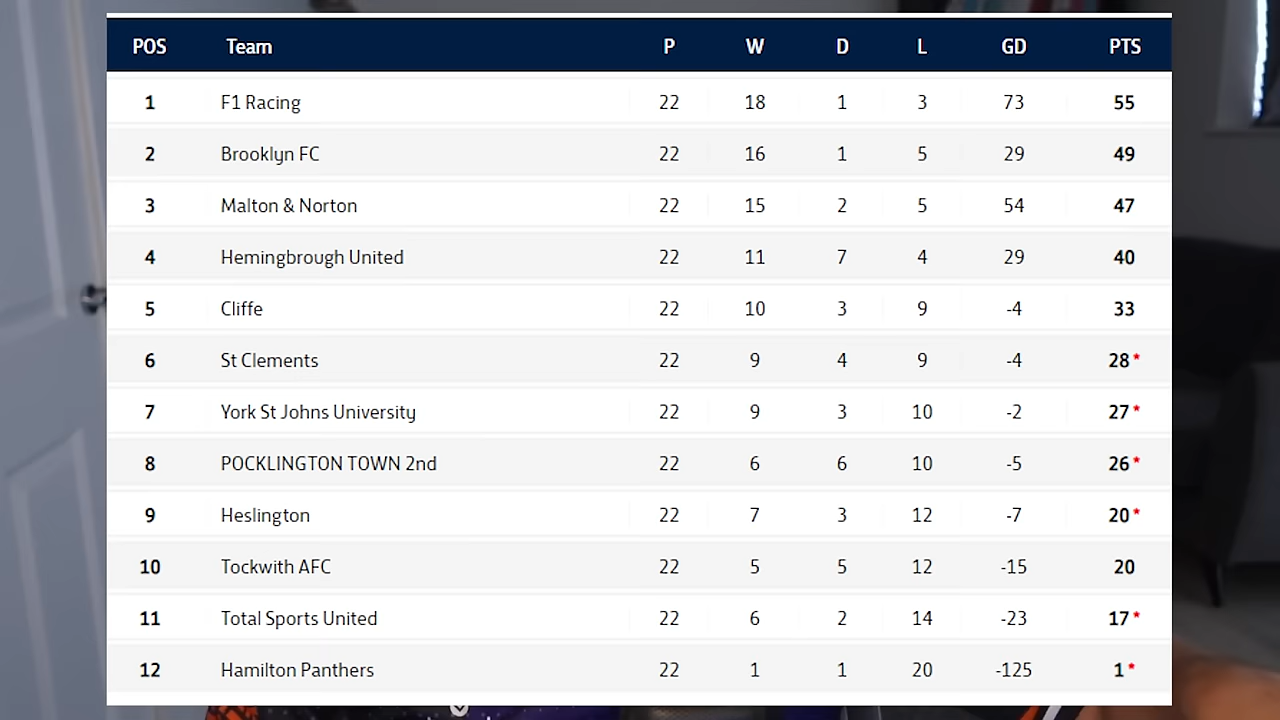 POS Team P W D L GD PTS
1 F1 Racing 22 18 1 3 73 55
2 Brooklyn FC 22 16 1 5 29 49
3 Malton & Norton 22 15 2 5 54 47
4 Hemingbrough United 22 11 7 4 29 40
5 Cliffe 22 10 3 9 -4 33
6 St Clements 22 9 4 9 -4 28*
7 York St Johns University 22 9 3 10 -2 27*
8 POCKLINGTON TOWN 2nd 22 6 6 10 -5 26*
9 Heslington 22 7 3 12 -7 20*
10 Tockwith AFC 22 5 5 12 -15 20
11 Total Sports United 22 6 2 14 -23 17*
12 Hamilton Panthers 22 1 1 20 -125 1*